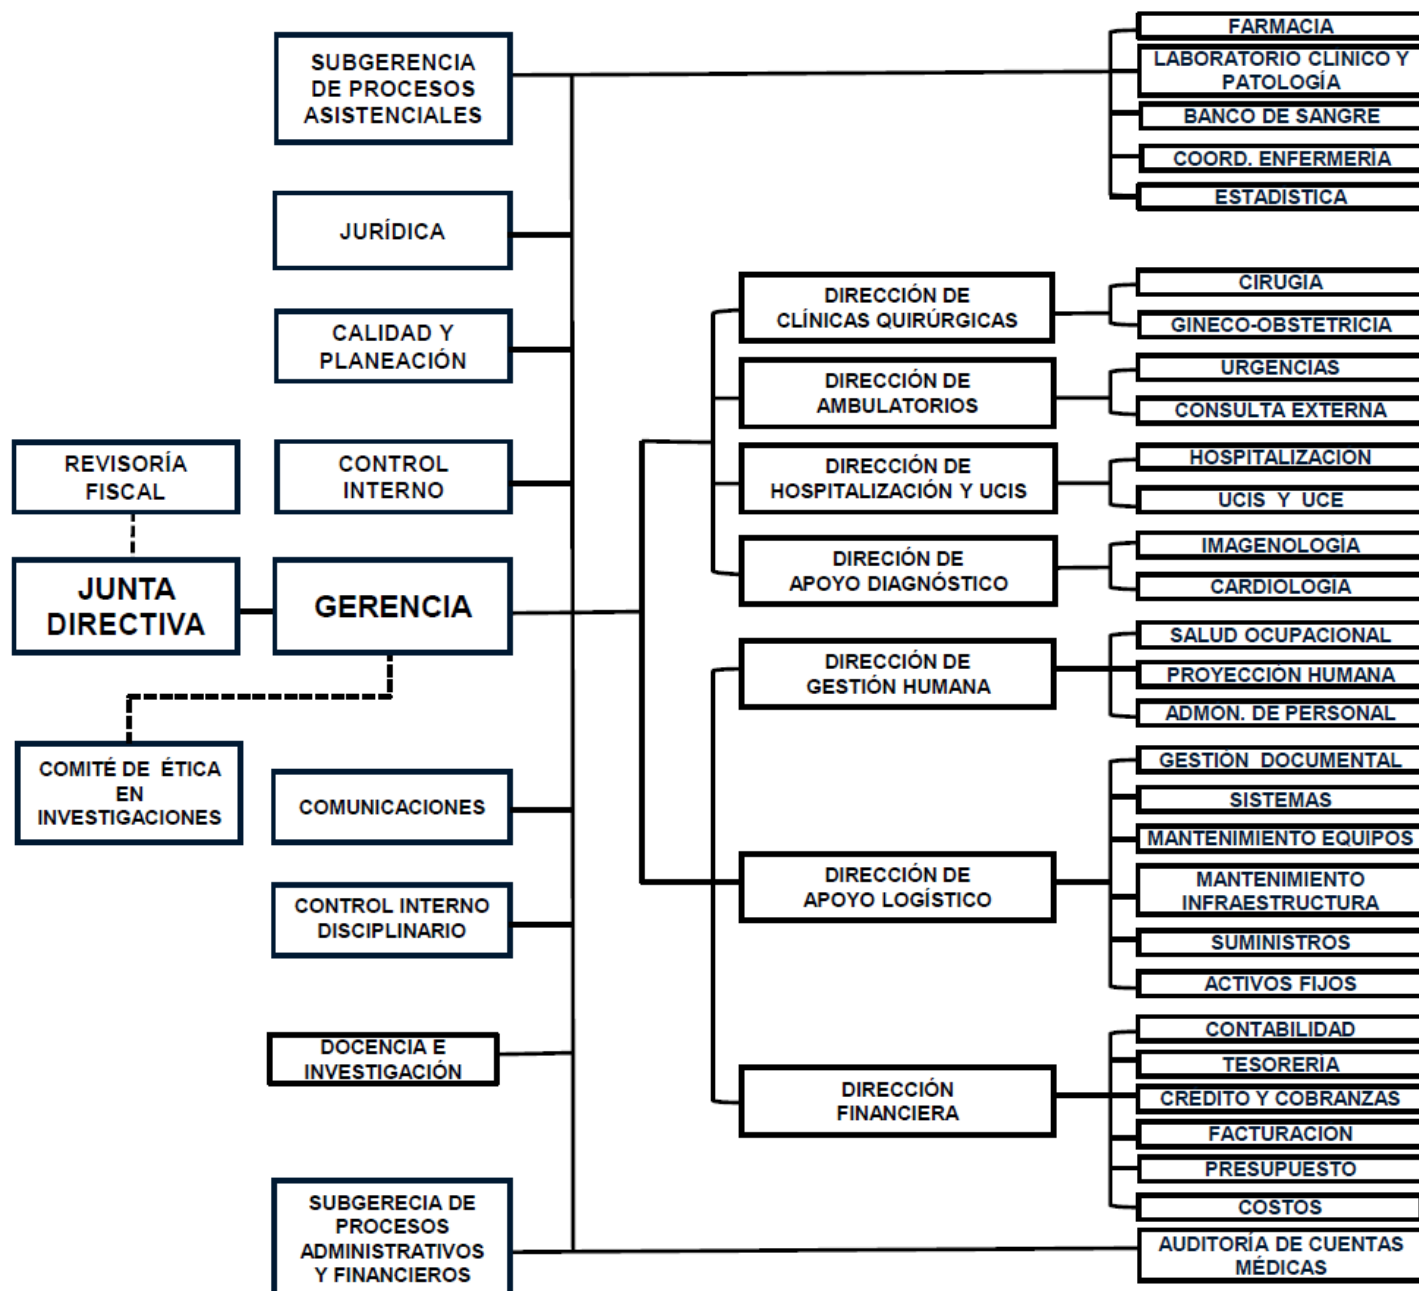 SUBGERENCIA
DE PROCESOS
ASISTENCIALES
JURÍDICA
CALIDAD Y
PLANEACIÓN
REVISORÍA
FISCAL
CONTROL
INTERNO
JUNTA
DIRECTIVA
GERENCIA
COMITÉ DE ÉTICA
EN
INVESTIGACIONES
COMUNICACIONES
CONTROL INTERNO
DISCIPLINARIO
DOCENCIA E
INVESTIGACIÓN
SUBGERECIA DE
PROCESOS
ADMINISTRATIVOS
Y FINANCIEROS
DIRECCIÓN DE
CLÍNICAS QUIRÚRGICAS
DIRECCIÓN DE
AMBULATORIOS
DIRECCIÓN DE
HOSPITALIZACIÓN Y UCIS
DIRECIÓN DE
APOYO DIAGNÓSTICO
DIRECCIÓN DE
GESTIÓN HUMANA
DIRECCIÓN DE
APOYO LOGÍSTICO
DIRECCIÓN
FINANCIERA
FARMACIA
LABORATORIO CLINICO Y
PATOLOGÍA
BANCO DE SANGRE
COORD. ENFERMERÍA
ESTADISTICA
CIRUGIA
GINECO-OBSTETRICIA
URGENCIAS
CONSULTA EXTERNA
HOSPITALIZACIÓN
UCIS Y UCE
IMAGENOLOGÍA
CARDIOLOGIA
SALUD OCUPACIONAL
PROYECCIÓN HUMANA
ADMON. DE PERSONAL
GESTIÓN DOCUMENTAL
SISTEMAS
MANTENIMIENTO EQUIPOS
MANTENIMIENTO
INFRAESTRUCTURA
SUMINISTROS
ACTIVOS FIJOS
CONTABILIDAD
TESORERÍA
CREDITO Y COBRANZAS
FACTURACION
PRESUPUESTO
COSTOS
AUDITORÍA DE CUENTAS
MÉDICAS